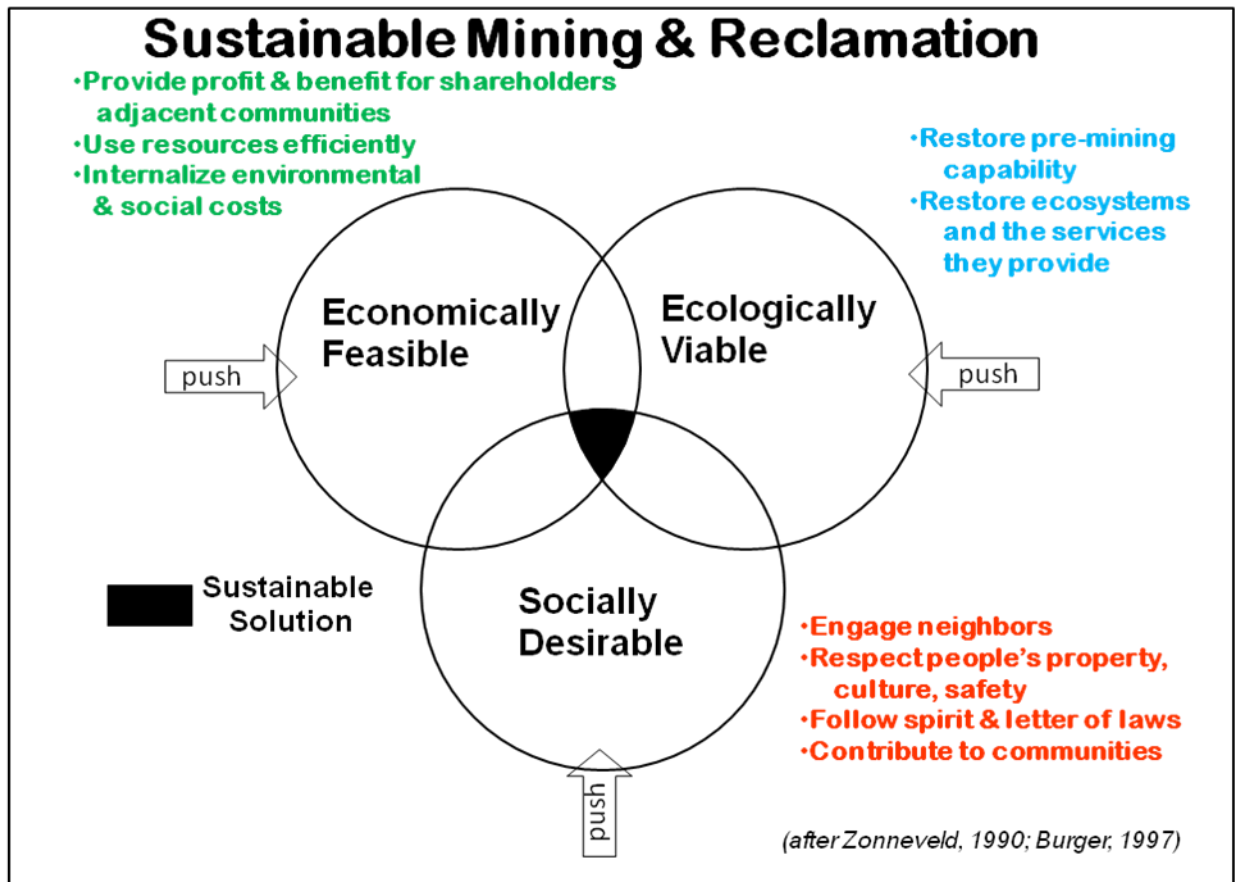 Sustainable Mining & Reclamation
•Provide profit & benefit for shareholders
adjacent communities
•Use resources efficiently
•Internalize environmental
& social costs
•Restore pre-mining
capability
•Restore ecosystems
and the services
they provide
Economically
Feasible
Ecologically
Viable
push
push
Sustainable
Solution
Socially
Desirable
•Engage neighbors
•Respect people's property,
culture, safety
•Follow spirit & letter of laws
•Contribute to communities
push
(after Zonneveld, 1990; Burger, 1997)